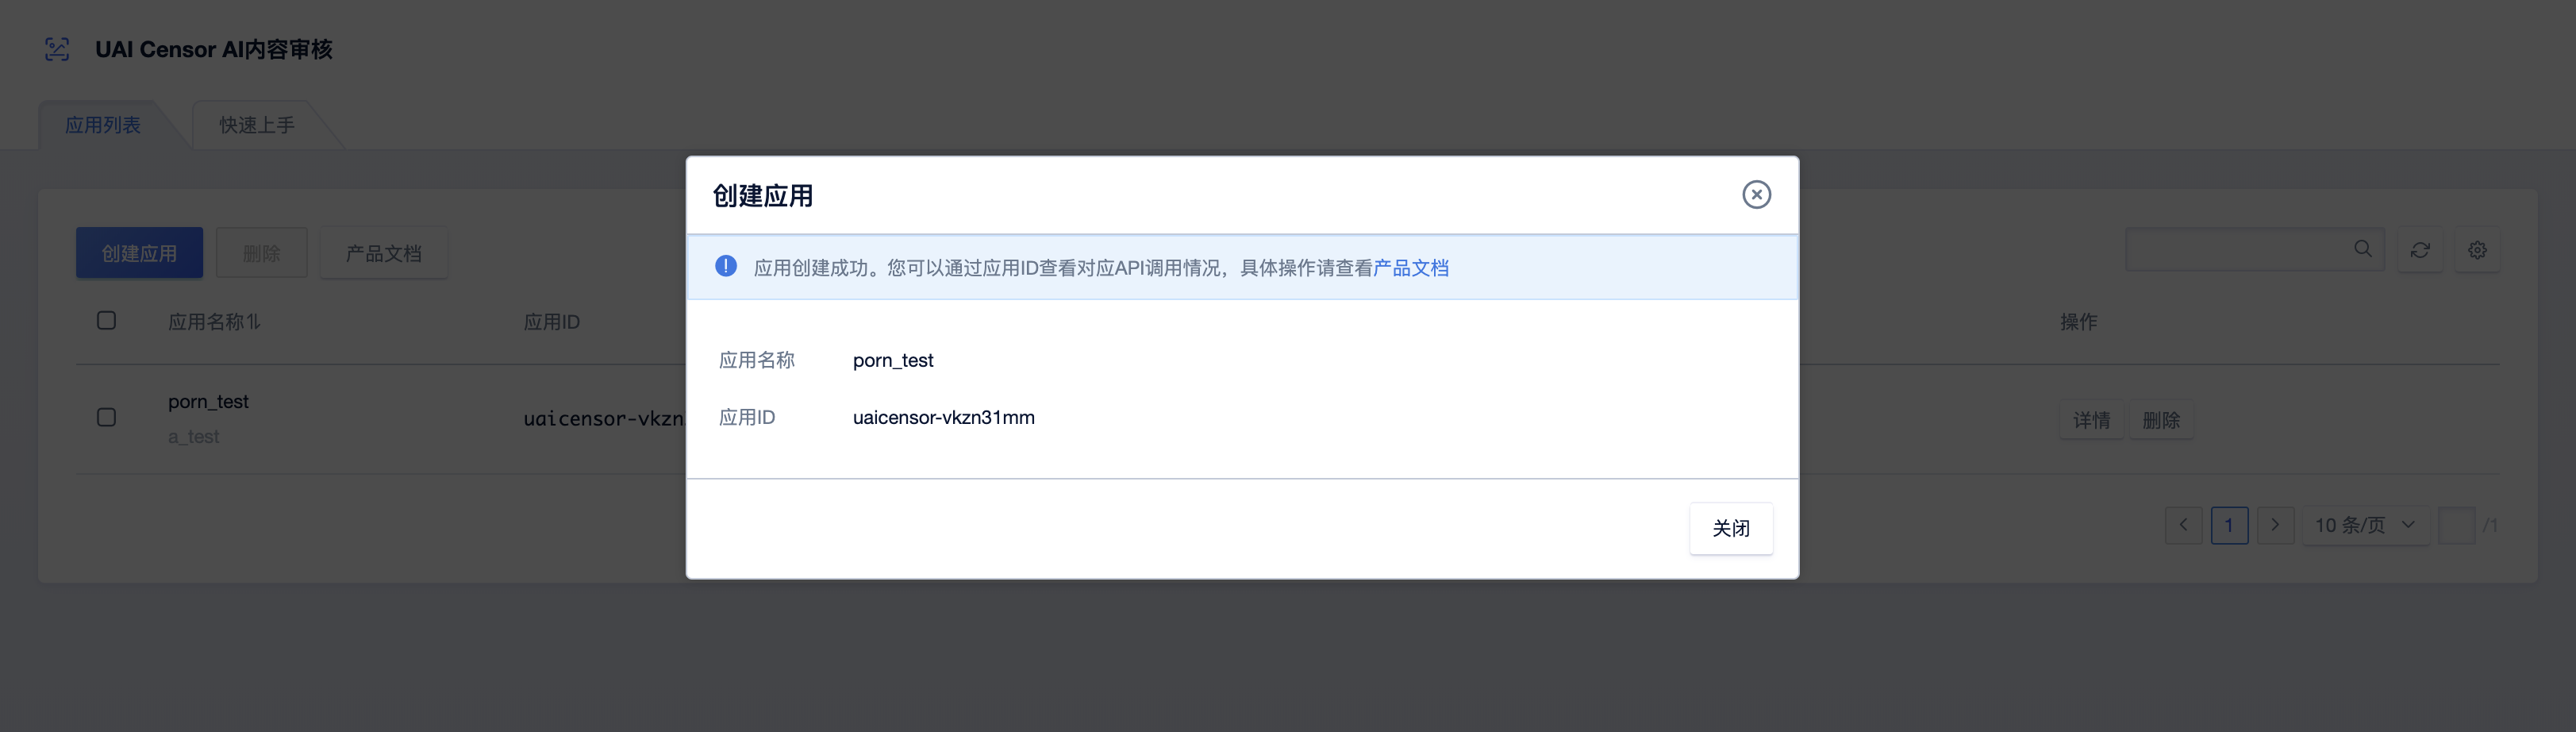 UAI Censor AI内容审核
应用列表
快速上手
创建应用
应用创建成功。您可以通过应用ID查看对应API调用情况，具体操作请查看产品文档
应用名称 porn_test
应用ID uaicensor-vkzn31mm
关闭
创建应用 删除 产品文档
应用名称 应用ID 操作
porn_test
a_test
uaicensor-vkzn
详情 删除
1 10 条/页 /1